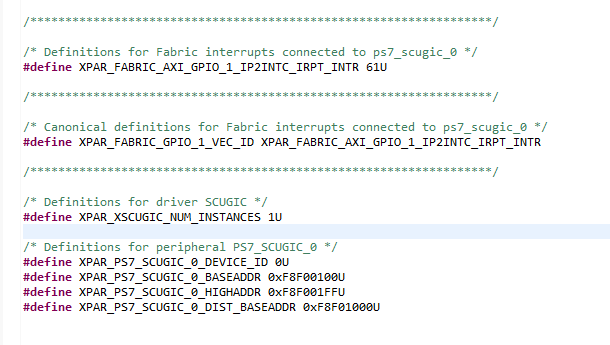 /******************************************************************/
/* Definitions for Fabric interrupts connected to ps7_scugic_0 */
#define XPAR_FABRIC_AXI_GPIO_1_IP2INTC_IRPT_INTR 61U
/******************************************************************/
/* Canonical definitions for Fabric interrupts connected to ps7_scugic_0 */
#define XPAR_FABRIC_GPIO_1_VEC_ID XPAR_FABRIC_AXI_GPIO_1_IP2INTC_IRPT_INTR
/******************************************************************/
/* Definitions for driver SCUGIC */
#define XPAR_XSCUGIC_NUM_INSTANCES 1U
/* Definitions for peripheral PS7_SCUGIC_0 */
#define XPAR_PS7_SCUGIC_0_DEVICE_ID 0U
#define XPAR_PS7_SCUGIC_0_BASEADDR 0xF8F00100U
#define XPAR_PS7_SCUGIC_0_HIGHADDR 0xF8F001FFU
#define XPAR_PS7_SCUGIC_0_DIST_BASEADDR 0xF8F01000U